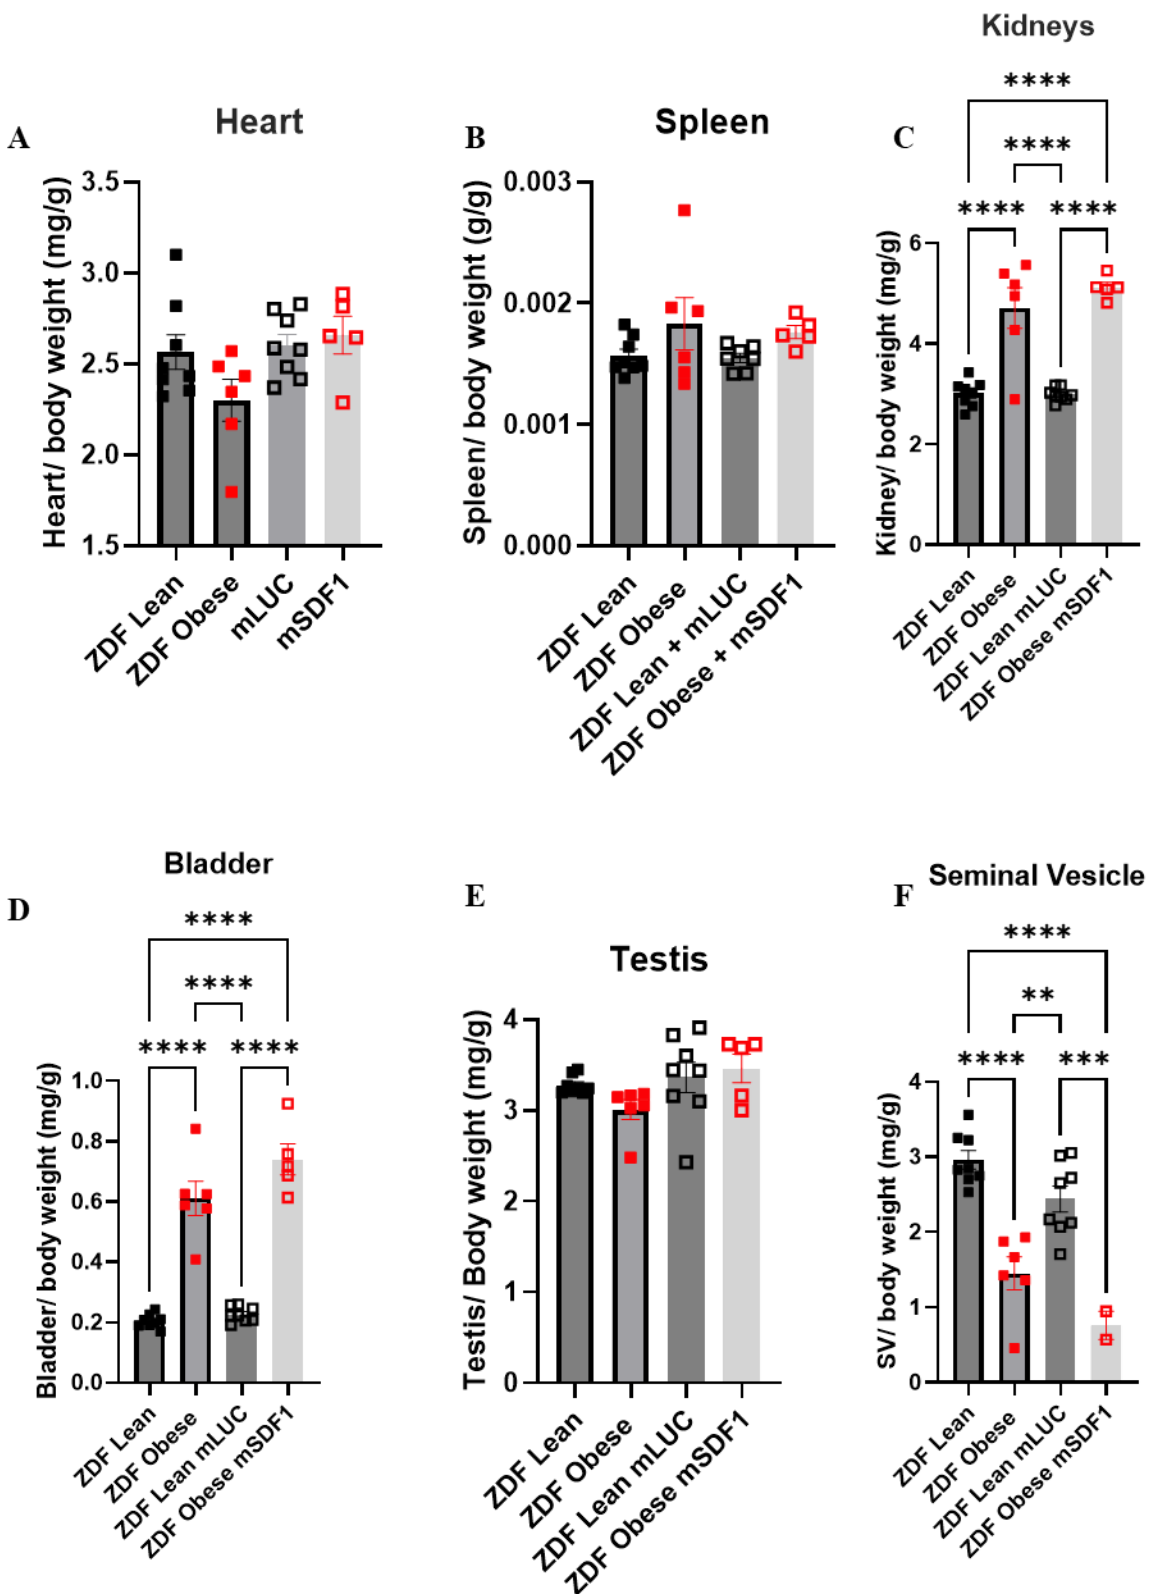 A
Heart
Heart/ body weight (mg/g)
3.5
3.0
2.5
2.0
1.5
ZDF Lean
ZDF Obese
mLUC
mSDF1
B
Spleen
Spleen/ body weight (g/g)
0.003
0.002
0.001
0.000
ZDF Lean
ZDF Obese
ZDF Lean + mLUC
ZDF Obese + mSDF1
C
Kidneys
****
****
**** ****
Kidney/ body weight (mg/g)
6
4
2
0
ZDF Lean
ZDF Obese
ZDF Lean mLUC
ZDF Obese mSDF1
D
Bladder
****
****
**** ****
Bladder/ body weight (mg/g)
1.0
0.8
0.6
0.4
0.2
0.0
ZDF Lean
ZDF Obese
ZDF Lean mLUC
ZDF Obese mSDF1
E
Testis
Testis/ Body weight (mg/g)
4
3
2
1
0
ZDF Lean
ZDF Obese
ZDF Lean mLUC
ZDF Obese mSDF1
F
Seminal Vesicle
****
**
**** ***
SV/ body weight (mg/g)
4
3
2
1
0
ZDF Lean
ZDF Obese
ZDF Lean mLUC
ZDF Obese mSDF1